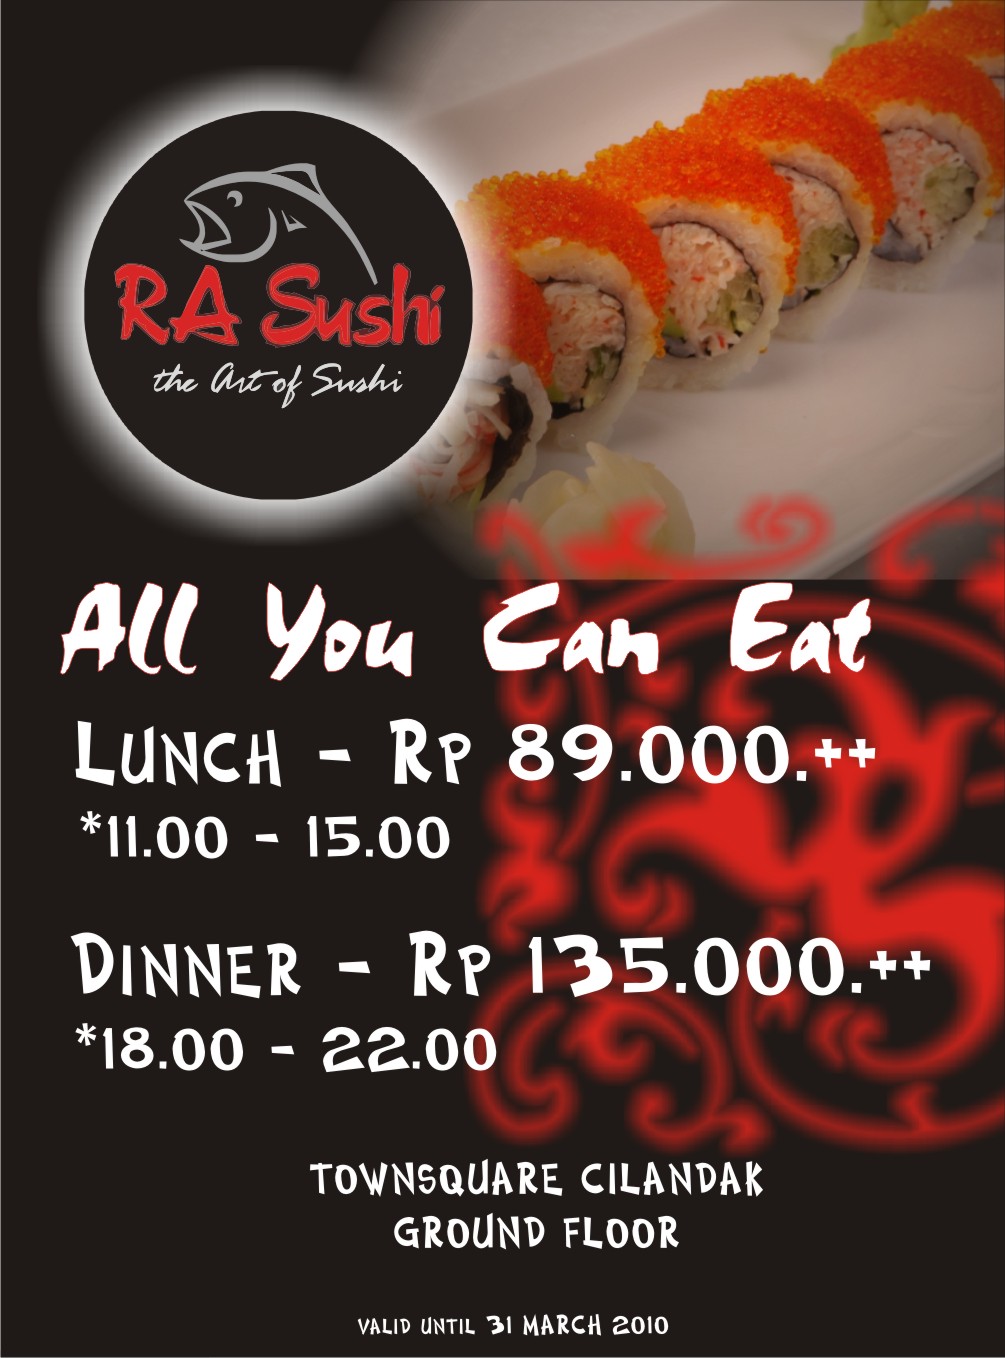 RA Sushi
the Art of Sushi
All You Can Eat
LUNCH - RP 89.000.++
*11.00 - 15.00
DINNER - RP 135.000.++
*18.00 - 22.00
TOWNSQUARE CILANDAK
GROUND FLOOR
VALID UNTIL 31 MARCH 2010